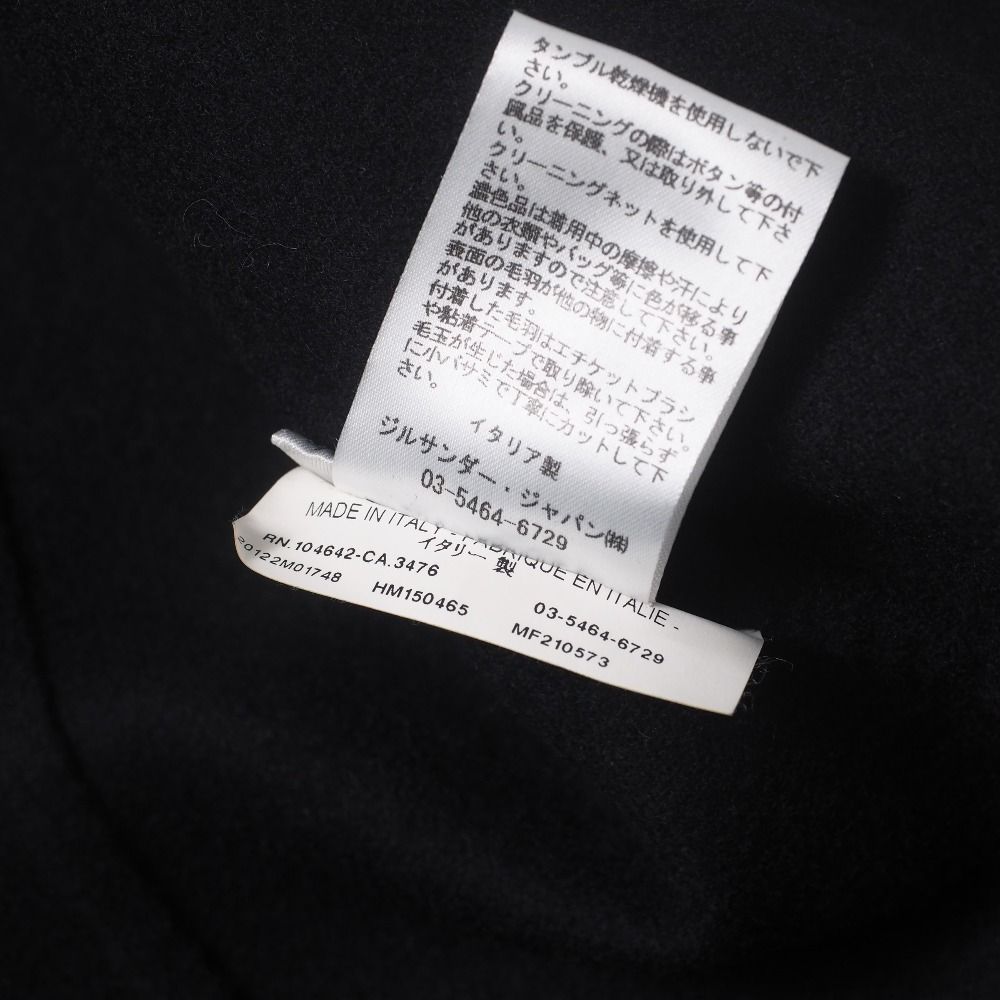 タンブル乾燥機を使用しないで下
さい。
クリーニングの際はボタン等の付
属品を保護、又は取り外して下さ
い。
クリーニングネットを使用して下
さい。
濃色品は着用中の摩擦や汗により
他の衣類やバッグ等に色が移る事
がありますので注意して下さい。
表面の毛羽が他の物に付着する事
があります。
付着した毛羽はエチケットブラシ
や粘着テープで取り除いて下さい。
毛玉が生じた場合は、引っ張らず
に小バサミで丁寧にカットして下
さい。
イタリア製
ジルサンダー・ジャパン㈱
03-5464-6729
MADE IN ITALY - FABRIQUE EN ITALIE -
イタリー 製
RN.104642-CA.3476
03-5464-6729
20122M01748
HM150465
MF210573